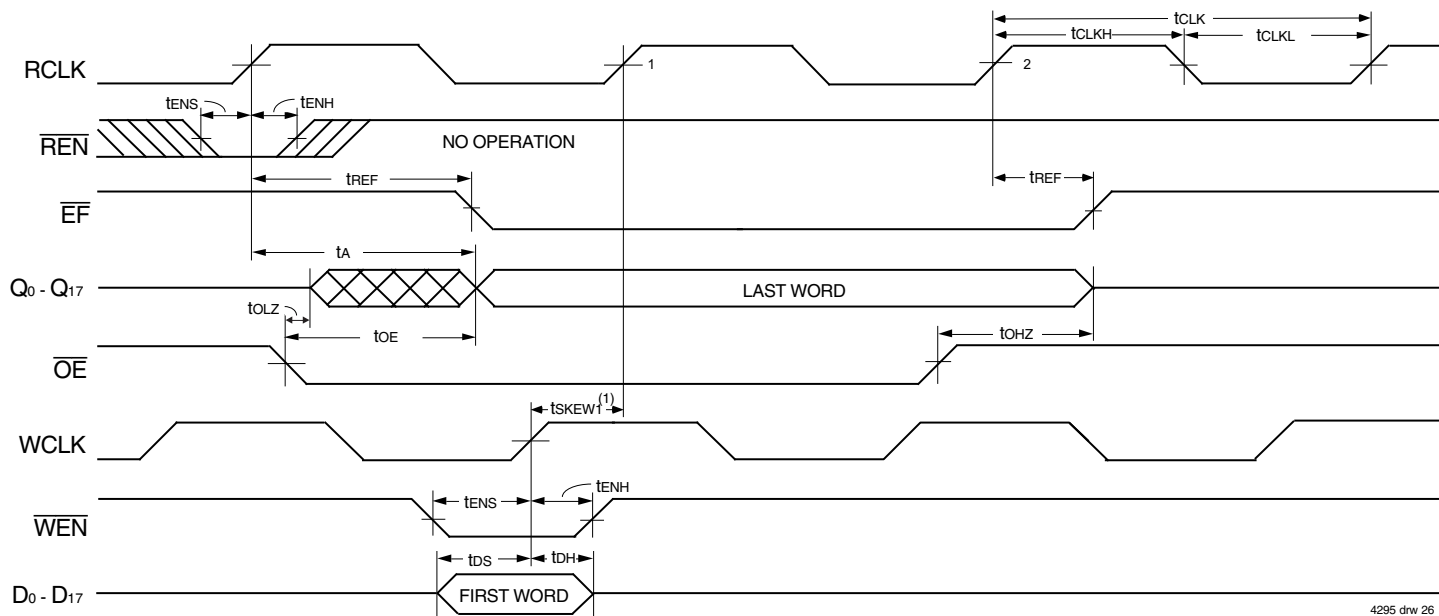 tCLK
tCLKH
tCLKL
RCLK
1
2
tENS
tENH
REN
NO OPERATION
tREF
tREF
EF
tA
Q0 - Q17
LAST WORD
tOLZ
tOE
tOHZ
OE
tSKEW1(1)
WCLK
tENS
tENH
WEN
tDS
tDH
D0 - D17
FIRST WORD
4295 drw 26